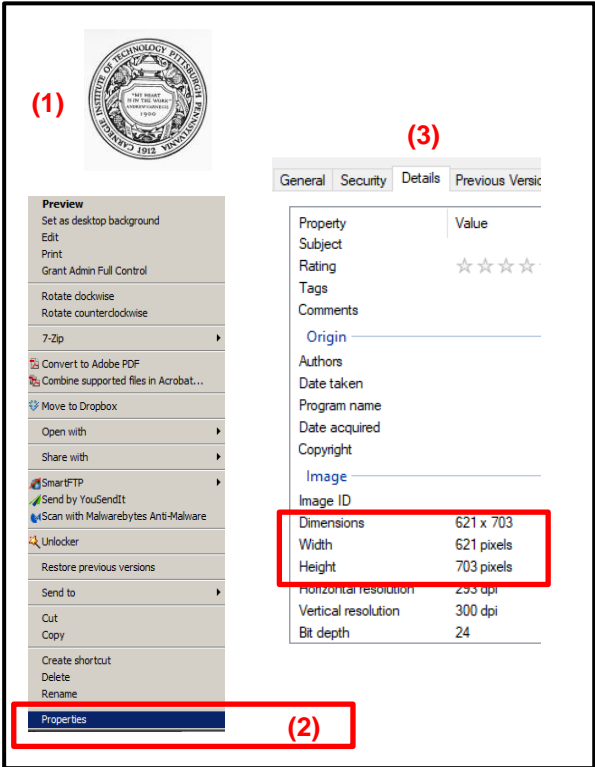 (1)
CARNEGIE INSTITUTE OF TECHNOLOGY PITTSBURGH PENNSYLVANIA
"MY HEART
IS IN THE WORK"
ANDREW CARNEGIE
1900
1912
Preview
Set as desktop background
Edit
Print
Grant Admin Full Control
Rotate clockwise
Rotate counterclockwise
7-Zip
Convert to Adobe PDF
Combine supported files in Acrobat...
Move to Dropbox
Open with
Share with
SmartFTP
Send by YouSendIt
Scan with Malwarebytes Anti-Malware
Unlocker
Restore previous versions
Send to
Cut
Copy
Create shortcut
Delete
Rename
Properties
(2)
(3)
General Security Details Previous Versic
Property Value
Subject
Rating
Tags
Comments
Origin
Authors
Date taken
Program name
Date acquired
Copyright
Image
Image ID
Dimensions 621 x 703
Width 621 pixels
Height 703 pixels
Horizontal resolution 293 dpi
Vertical resolution 300 dpi
Bit depth 24